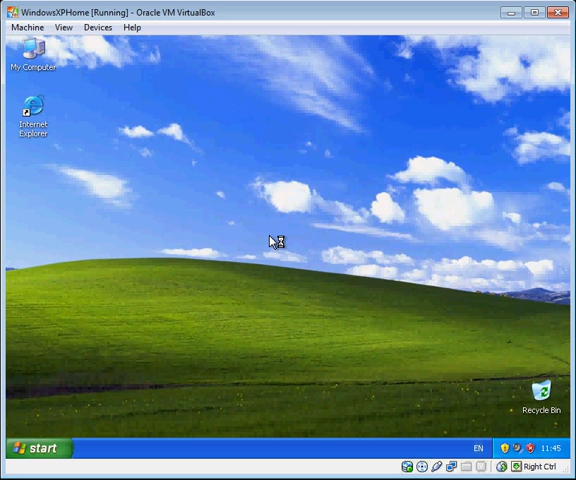 WindowsXPHome [Running] - Oracle VM VirtualBox
Machine View Devices Help
My Computer
Internet
Explorer
Recycle Bin
start EN 11:45
Right Ctrl